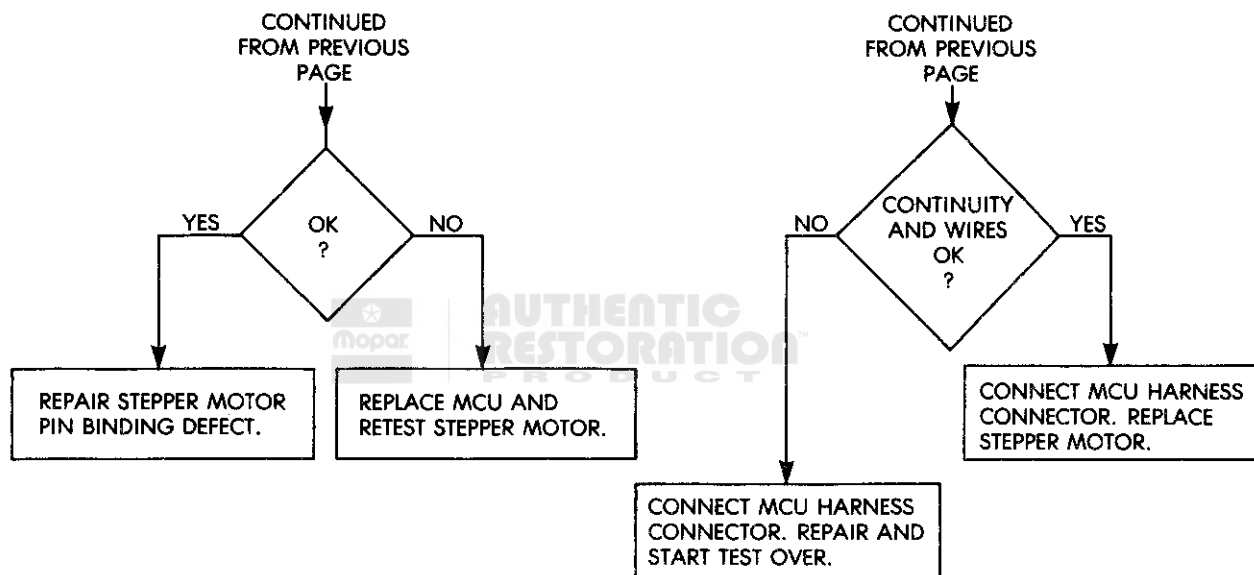 CONTINUED
FROM PREVIOUS
PAGE
OK
?
YES
NO
REPAIR STEPPER MOTOR
PIN BINDING DEFECT.
REPLACE MCU AND
RETEST STEPPER MOTOR.
CONTINUED
FROM PREVIOUS
PAGE
CONTINUITY
AND WIRES
OK
?
NO
YES
CONNECT MCU HARNESS
CONNECTOR. REPAIR AND
START TEST OVER.
CONNECT MCU HARNESS
CONNECTOR. REPLACE
STEPPER MOTOR.
Mopar
AUTHENTIC
RESTORATION™
PRODUCT